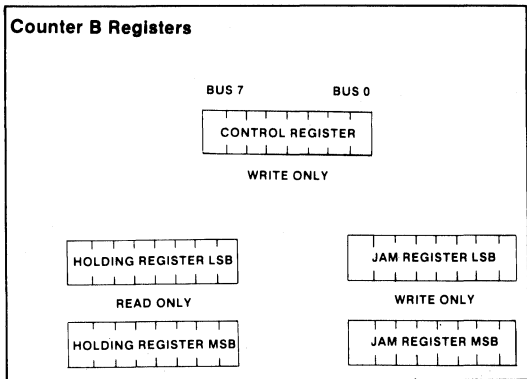 Counter B Registers
BUS 7 BUS 0
CONTROL REGISTER
WRITE ONLY
HOLDING REGISTER LSB JAM REGISTER LSB
READ ONLY WRITE ONLY
HOLDING REGISTER MSB JAM REGISTER MSB